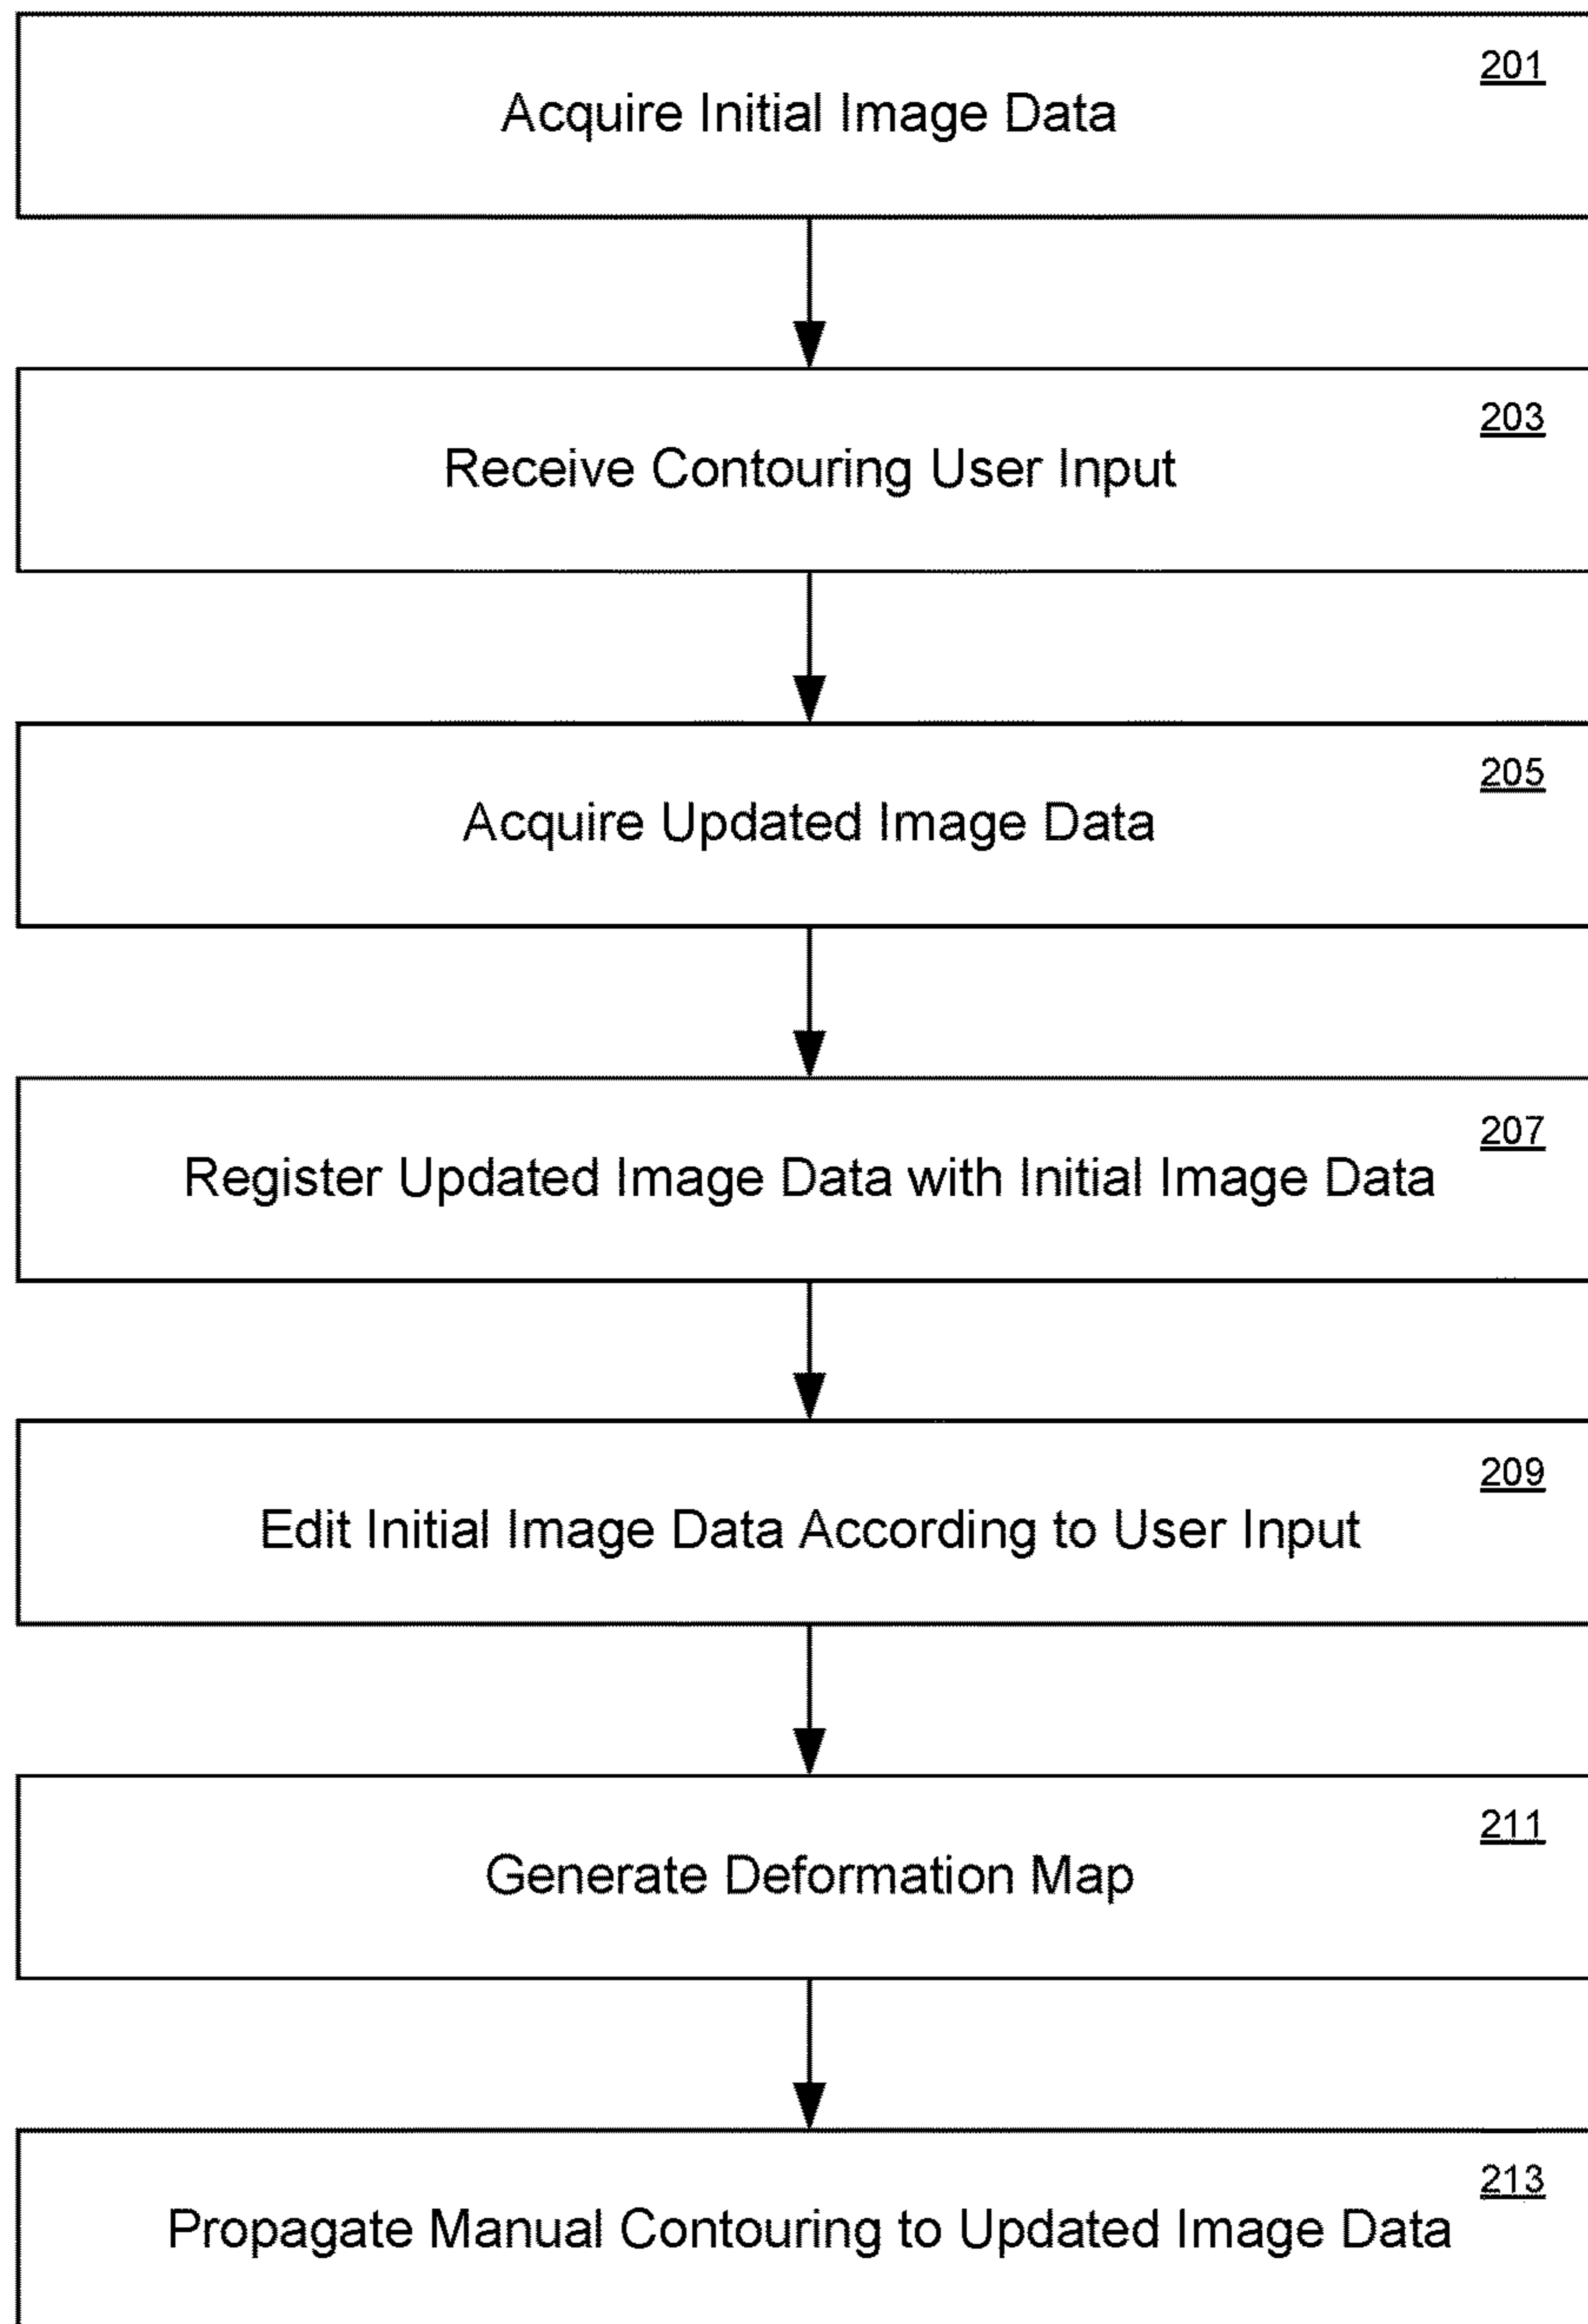 201
Acquire Initial Image Data
203
Receive Contouring User Input
205
Acquire Updated Image Data
207
Register Updated Image Data with Initial Image Data
209
Edit Initial Image Data According to User Input
211
Generate Deformation Map
213
Propagate Manual Contouring to Updated Image Data